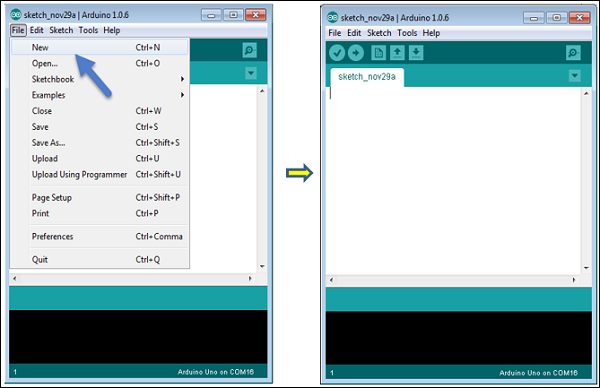 sketch_nov29a | Arduino 1.0.6
File Edit Sketch Tools Help
New Ctrl+N
Open... Ctrl+O
Sketchbook
Examples
Close Ctrl+W
Save Ctrl+S
Save As... Ctrl+Shift+S
Upload Ctrl+U
Upload Using Programmer Ctrl+Shift+U
Page Setup Ctrl+Shift+P
Print Ctrl+P
Preferences Ctrl+Comma
Quit Ctrl+Q
1 Arduino Uno on COM16
sketch_nov29a | Arduino 1.0.6
File Edit Sketch Tools Help
sketch_nov29a
1 Arduino Uno on COM16